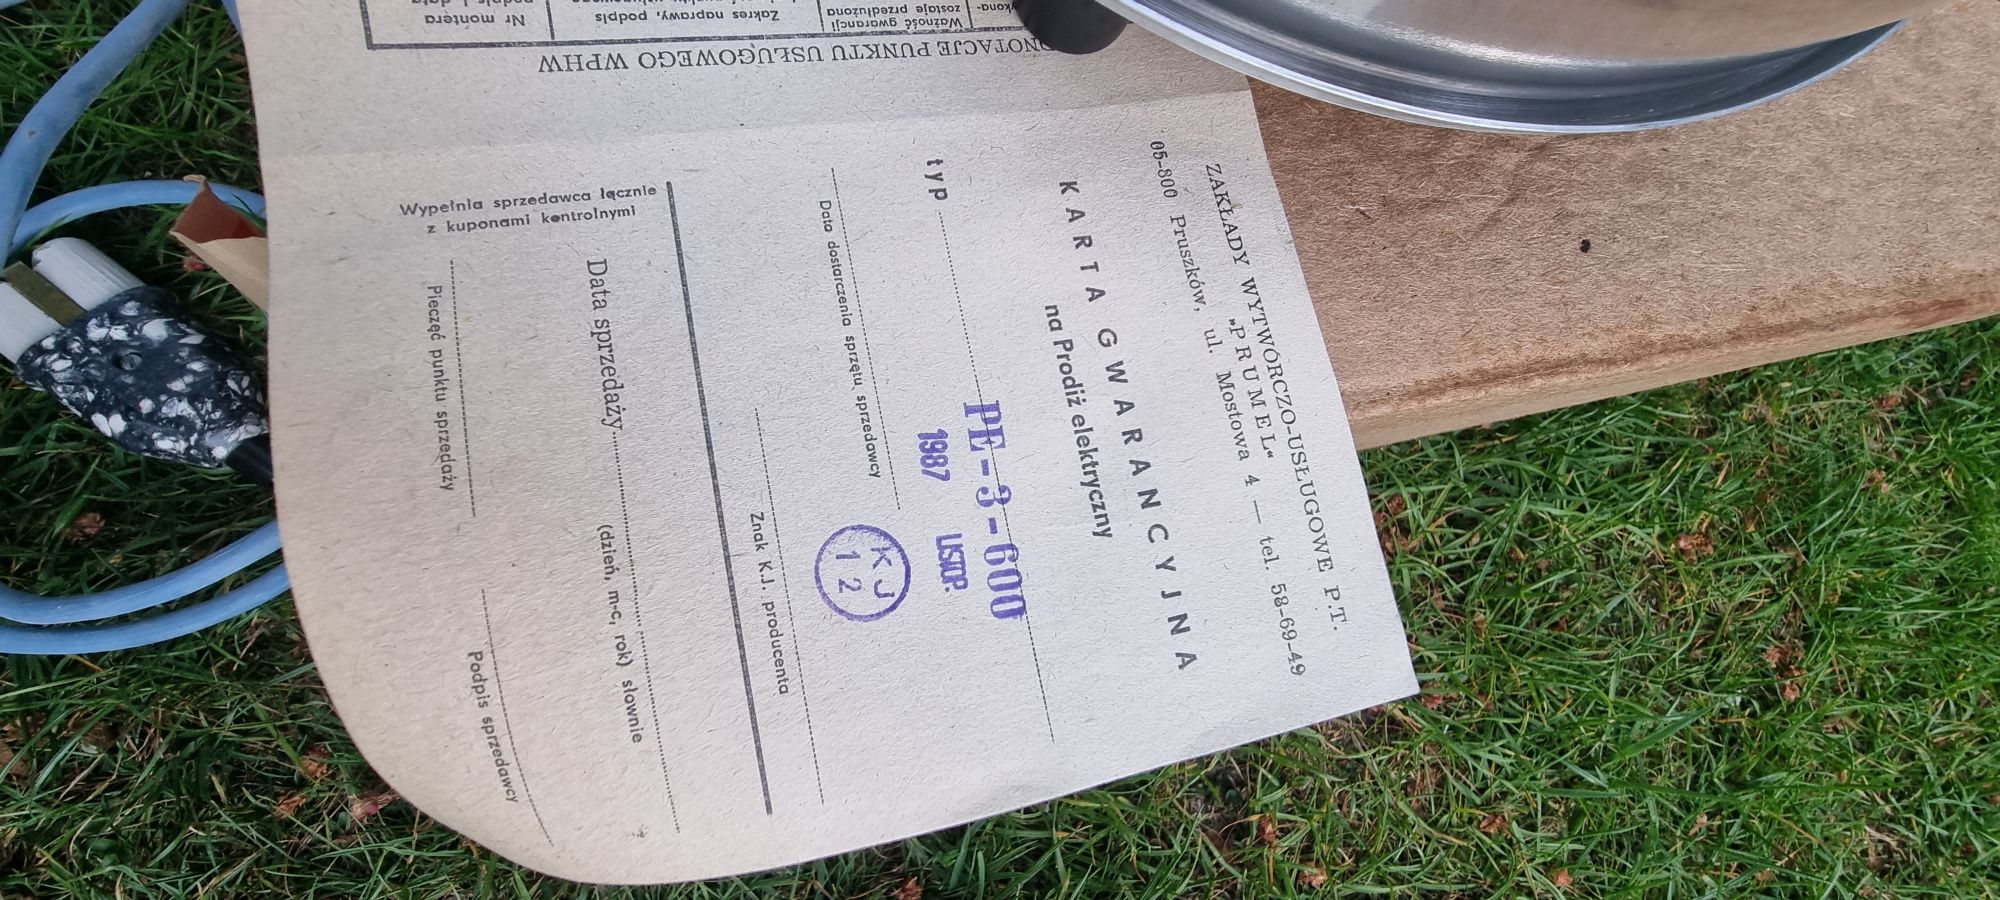 ZAKŁADY WYTWÓRCZO-USŁUGOWE P.T.
„PRUMEL“
05-800 Pruszków, ul. Mostowa 4 — tel. 58-69-49
KARTA GWARANCYJNA
na Prodiż elektryczny
typ PE-3-600
1987 LISTOP.
Data dostarczenia sprzętu sprzedawcy
KJ
12
Znak K.J. producenta
Data sprzedaży
(dzień, m-c, rok) słownie
Wypełnia sprzedawca łącznie
z kuponami kontrolnymi
Pieczęć punktu sprzedaży
Podpis sprzedawcy
PUNKTU USŁUGOWEGO WPHW
Ważność gwarancji
zostaje przedłużona
Zakres naprawy, podpis
Nr montera